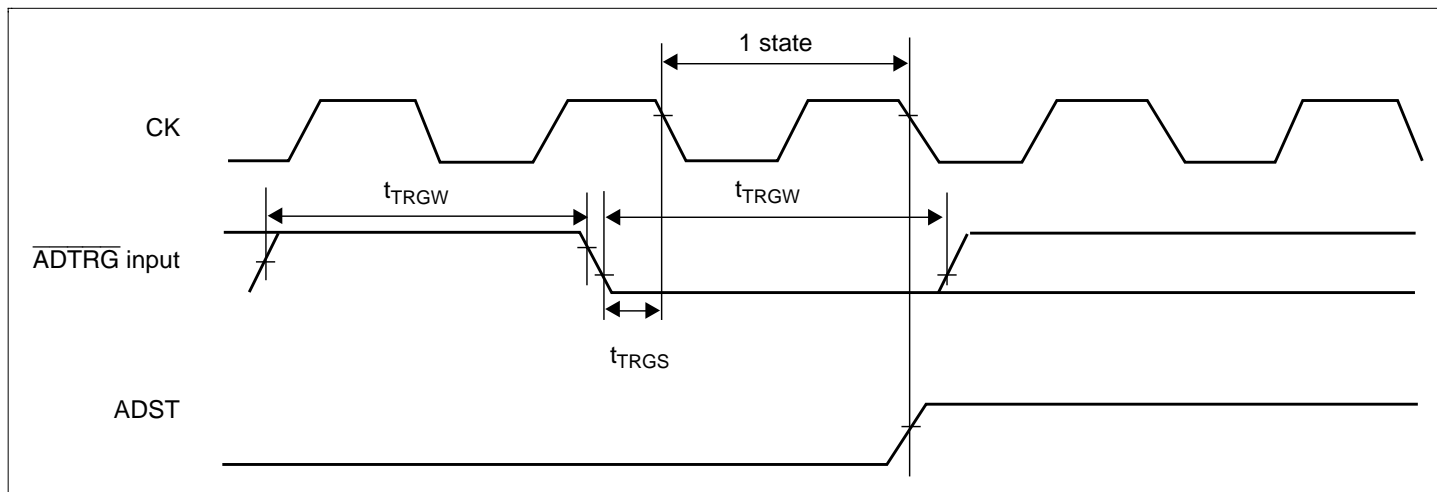 1 state
CK
tTRGW
tTRGW
ADTRG input
tTRGS
ADST